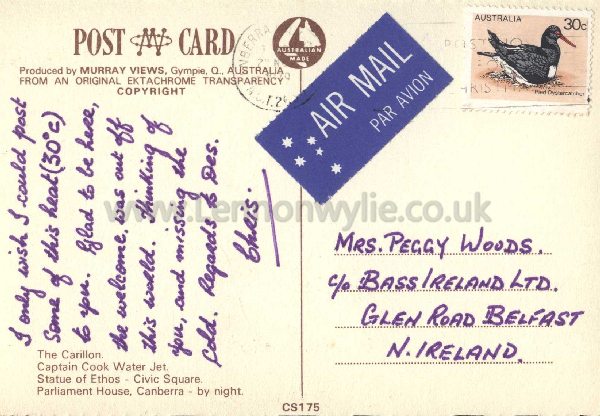 POST CARD
AUSTRALIAN
MADE
Produced by MURRAY VIEWS, Gympie, Q., AUSTRALIA
FROM AN ORIGINAL EKTACHROME TRANSPARENCY
COPYRIGHT
I only wish I could post
some of this heat (30°c)
to you. Glad to be here,
the welcome was out off
this world. Thinking of
you, and missing the
cold. Regards to Des.
Chris.
AIR MAIL
PAR AVION
AUSTRALIA
30c
Pied Oystercatcher
MRS. PEGGY WOODS.
c/o BASS IRELAND LTD.
GLEN ROAD BELFAST
N. IRELAND.
The Carillon.
Captain Cook Water Jet.
Statue of Ethos - Civic Square.
Parliament House, Canberra - by night.
CS175
www.Lennonwylie.co.uk